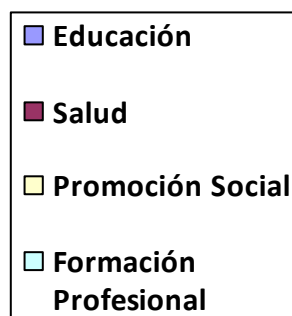 Educación
Salud
Promoción Social
Formación
Profesional